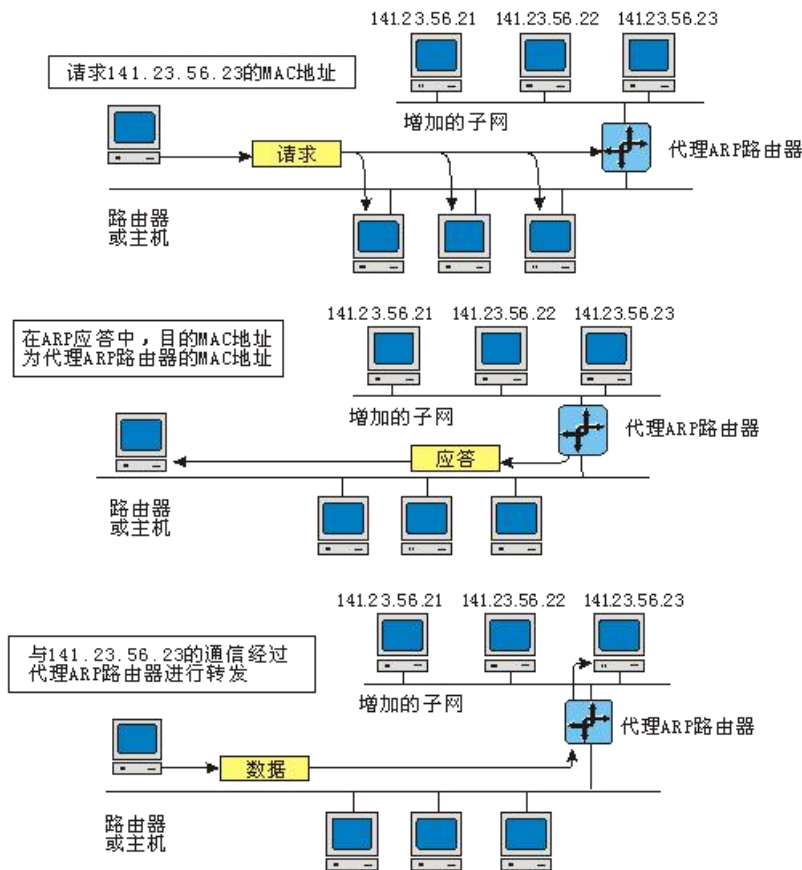 141.23.56.21 141.23.56.22 141.23.56.23
请求141.23.56.23的MAC地址
增加的子网
代理ARP路由器
请求
路由器
或主机
141.23.56.21 141.23.56.22 141.23.56.23
在ARP应答中，目的MAC地址
为代理ARP路由器的MAC地址
增加的子网
代理ARP路由器
应答
路由器
或主机
141.23.56.21 141.23.56.22 141.23.56.23
与141.23.56.23的通信经过
代理ARP路由器进行转发
增加的子网
代理ARP路由器
数据
路由器
或主机